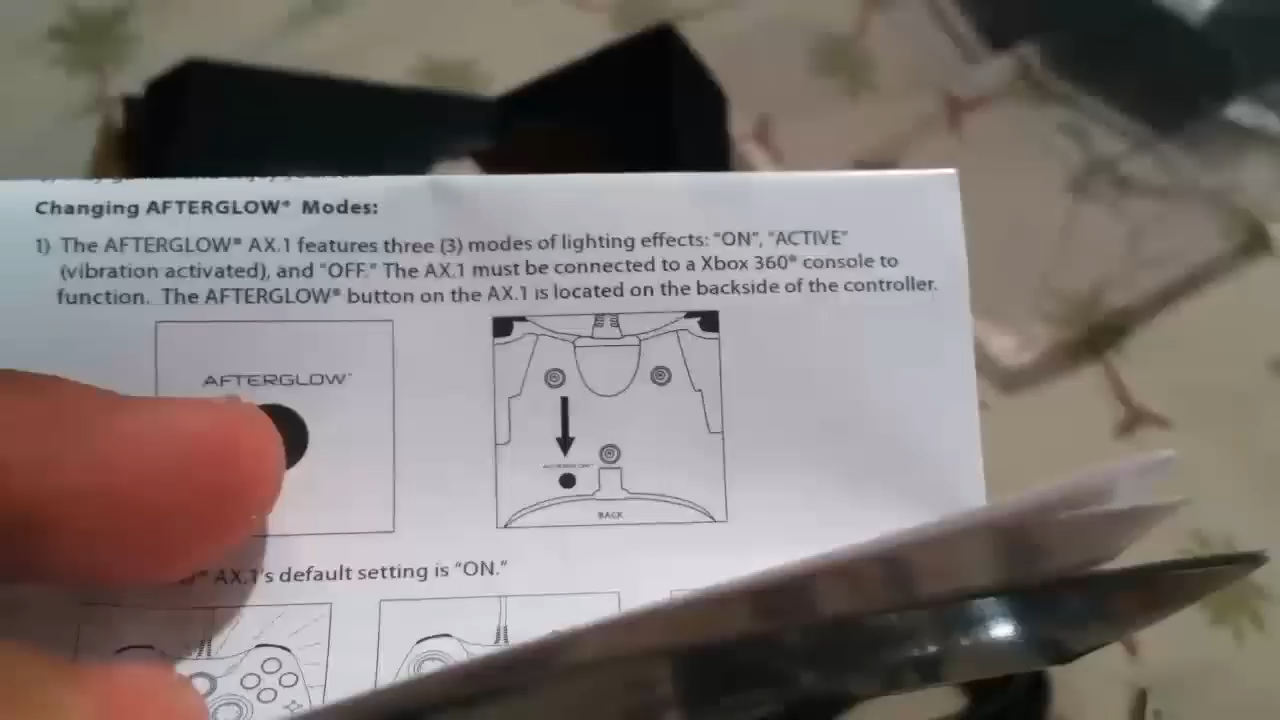 Changing AFTERGLOW® Modes:
1) The AFTERGLOW® AX.1 features three (3) modes of lighting effects: "ON", "ACTIVE"
(vibration activated), and "OFF." The AX.1 must be connected to a Xbox 360® console to
function. The AFTERGLOW® button on the AX.1 is located on the backside of the controller.
AFTERGLOW™
BACK
® AX.1's default setting is "ON."